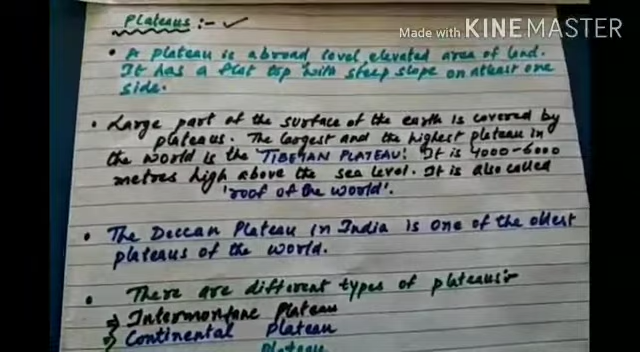 Made with KINEMASTER
Plateaus :-
• A plateau is a broad level, elevated area of land.
It has a flat top with steep slope on atleast one
side.
• Large part of the surface of the earth is covered by
plateaus. The largest and the highest plateau in
the world is the 'TIBETAN PLATEAU'. It is 4000-6000
metres high above the sea level. It is also called
'roof of the world'.
• The Deccan Plateau in India is one of the oldest
plateaus of the world.
• There are different types of plateaus:-
→ Intermontane Plateau
→ Continental Plateau
Plateau